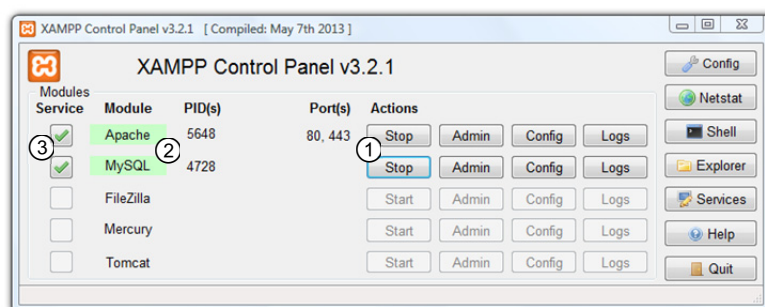 XAMPP Control Panel v3.2.1 [ Compiled: May 7th 2013 ]
XAMPP Control Panel v3.2.1
Config
Modules
Service Module PID(s) Port(s) Actions
Netstat
3 Apache 2 5648 80, 443 1 Stop Admin Config Logs
Shell
MySQL 4728 Stop Admin Config Logs
Explorer
FileZilla Start Admin Config Logs
Services
Mercury Start Admin Config Logs
Help
Tomcat Start Admin Config Logs
Quit